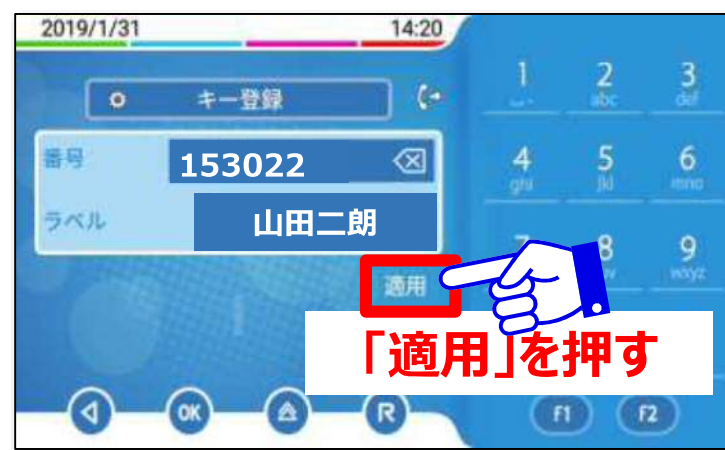 2019/1/31 14:20
キー登録
番号 153022
ラベル 山田二朗
適用
「適用」を押す
OK R
1 2 3
abc def
4 5 6
ghi jkl mno
7 8 9
wxyz
F1 F2